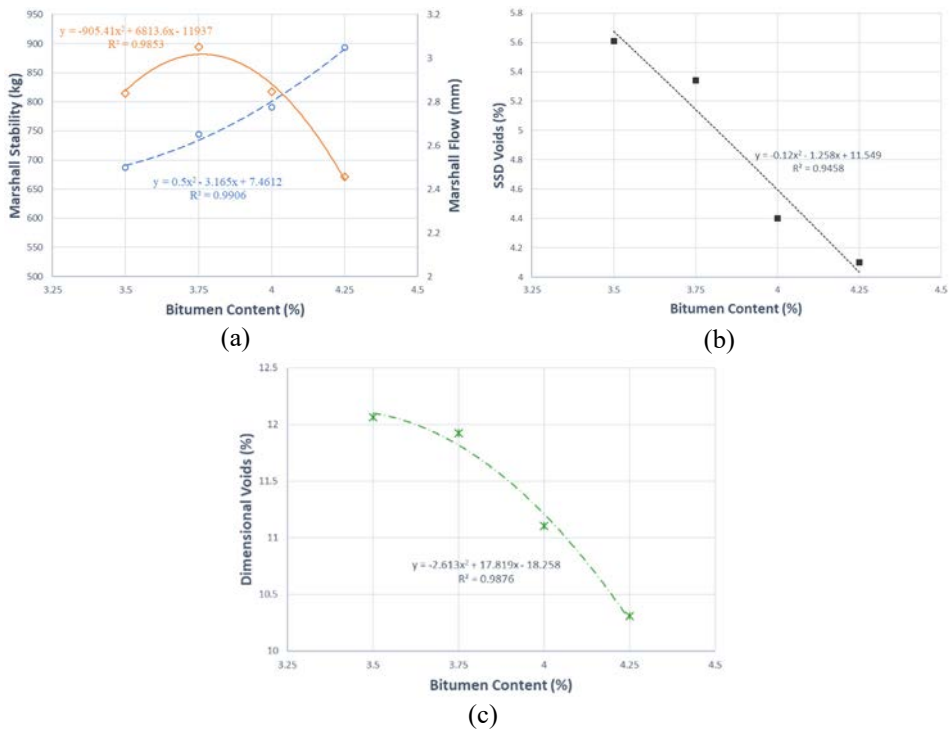 950
900
850
800
750
700
650
600
550
500
Marshall Stability (kg)
y = -905.41x² + 6813.6x - 11937
R² = 0.9853
y = 0.5x² - 3.165x + 7.4612
R² = 0.9906
3.2
3
2.8
2.6
2.4
2.2
2
Marshall Flow (mm)
3.25 3.5 3.75 4 4.25 4.5
Bitumen Content (%)
(a)
5.8
5.6
5.4
5.2
5
4.8
4.6
4.4
4.2
4
SSD Voids (%)
y = -0.12x² - 1.258x + 11.549
R² = 0.9458
3.25 3.5 3.75 4 4.25 4.5
Bitumen Content (%)
(b)
12.5
12
11.5
11
10.5
10
Dimensional Voids (%)
y = -2.613x² + 17.819x - 18.258
R² = 0.9876
3.25 3.5 3.75 4 4.25 4.5
Bitumen Content (%)
(c)